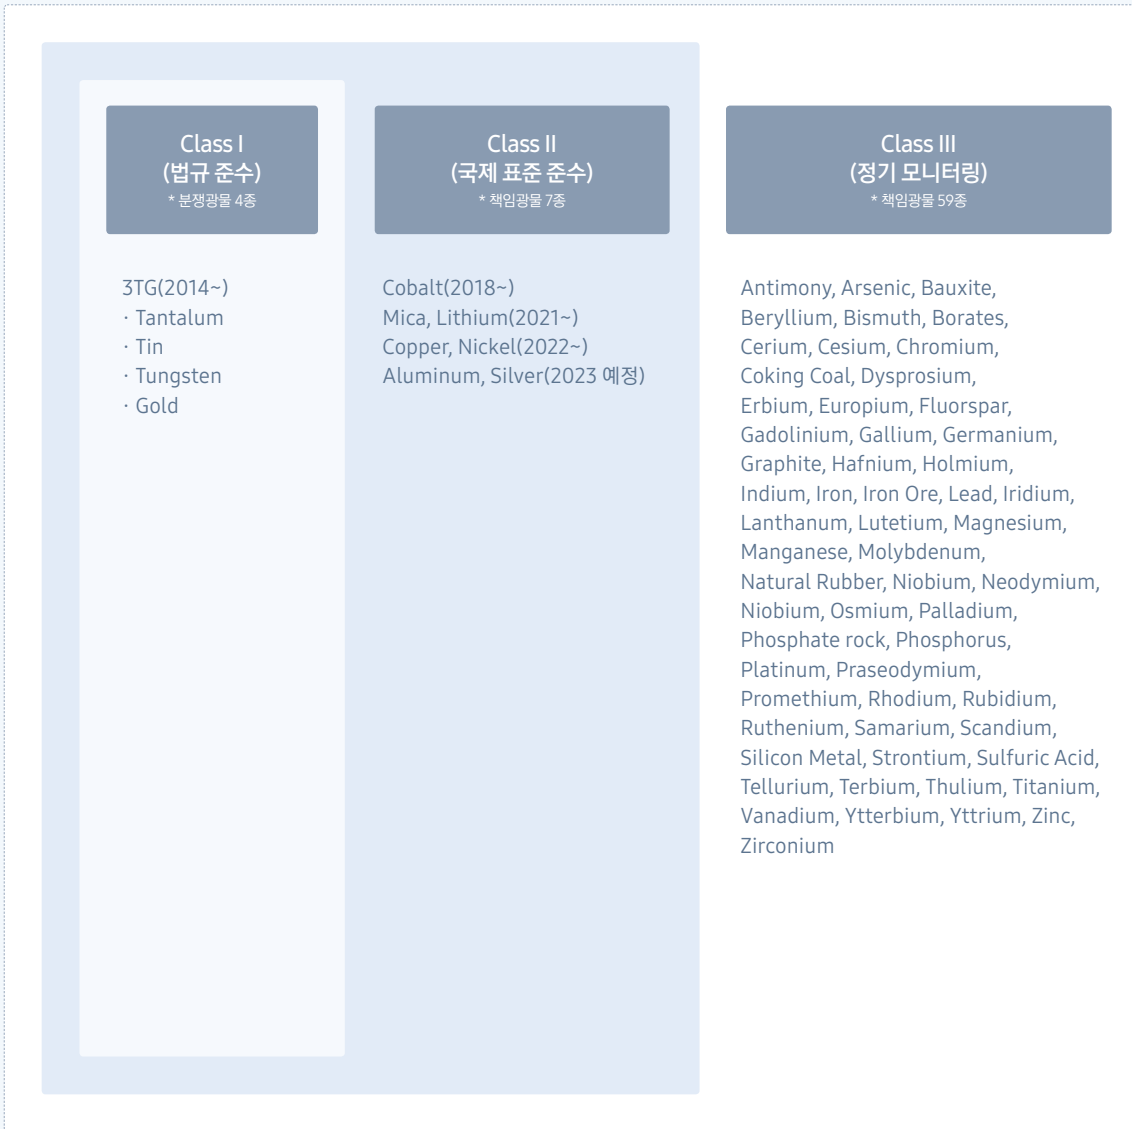 Class I
(법규 준수)
* 분쟁광물 4종
3TG(2014~)
· Tantalum
· Tin
· Tungsten
· Gold
Class II
(국제 표준 준수)
* 책임광물 7종
Cobalt(2018~)
Mica, Lithium(2021~)
Copper, Nickel(2022~)
Aluminum, Silver(2023 예정)
Class III
(정기 모니터링)
* 책임광물 59종
Antimony, Arsenic, Bauxite,
Beryllium, Bismuth, Borates,
Cerium, Cesium, Chromium,
Coking Coal, Dysprosium,
Erbium, Europium, Fluorspar,
Gadolinium, Gallium, Germanium,
Graphite, Hafnium, Holmium,
Indium, Iron, Iron Ore, Lead, Iridium,
Lanthanum, Lutetium, Magnesium,
Manganese, Molybdenum,
Natural Rubber, Niobium, Neodymium,
Niobium, Osmium, Palladium,
Phosphate rock, Phosphorus,
Platinum, Praseodymium,
Promethium, Rhodium, Rubidium,
Ruthenium, Samarium, Scandium,
Silicon Metal, Strontium, Sulfuric Acid,
Tellurium, Terbium, Thulium, Titanium,
Vanadium, Ytterbium, Yttrium, Zinc,
Zirconium